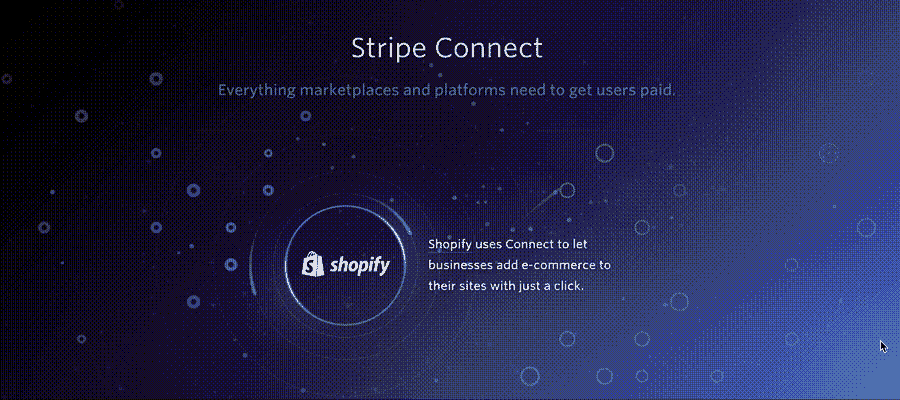 Stripe Connect
Everything marketplaces and platforms need to get users paid.
shopify
Shopify uses Connect to let
businesses add e-commerce to
their sites with just a click.